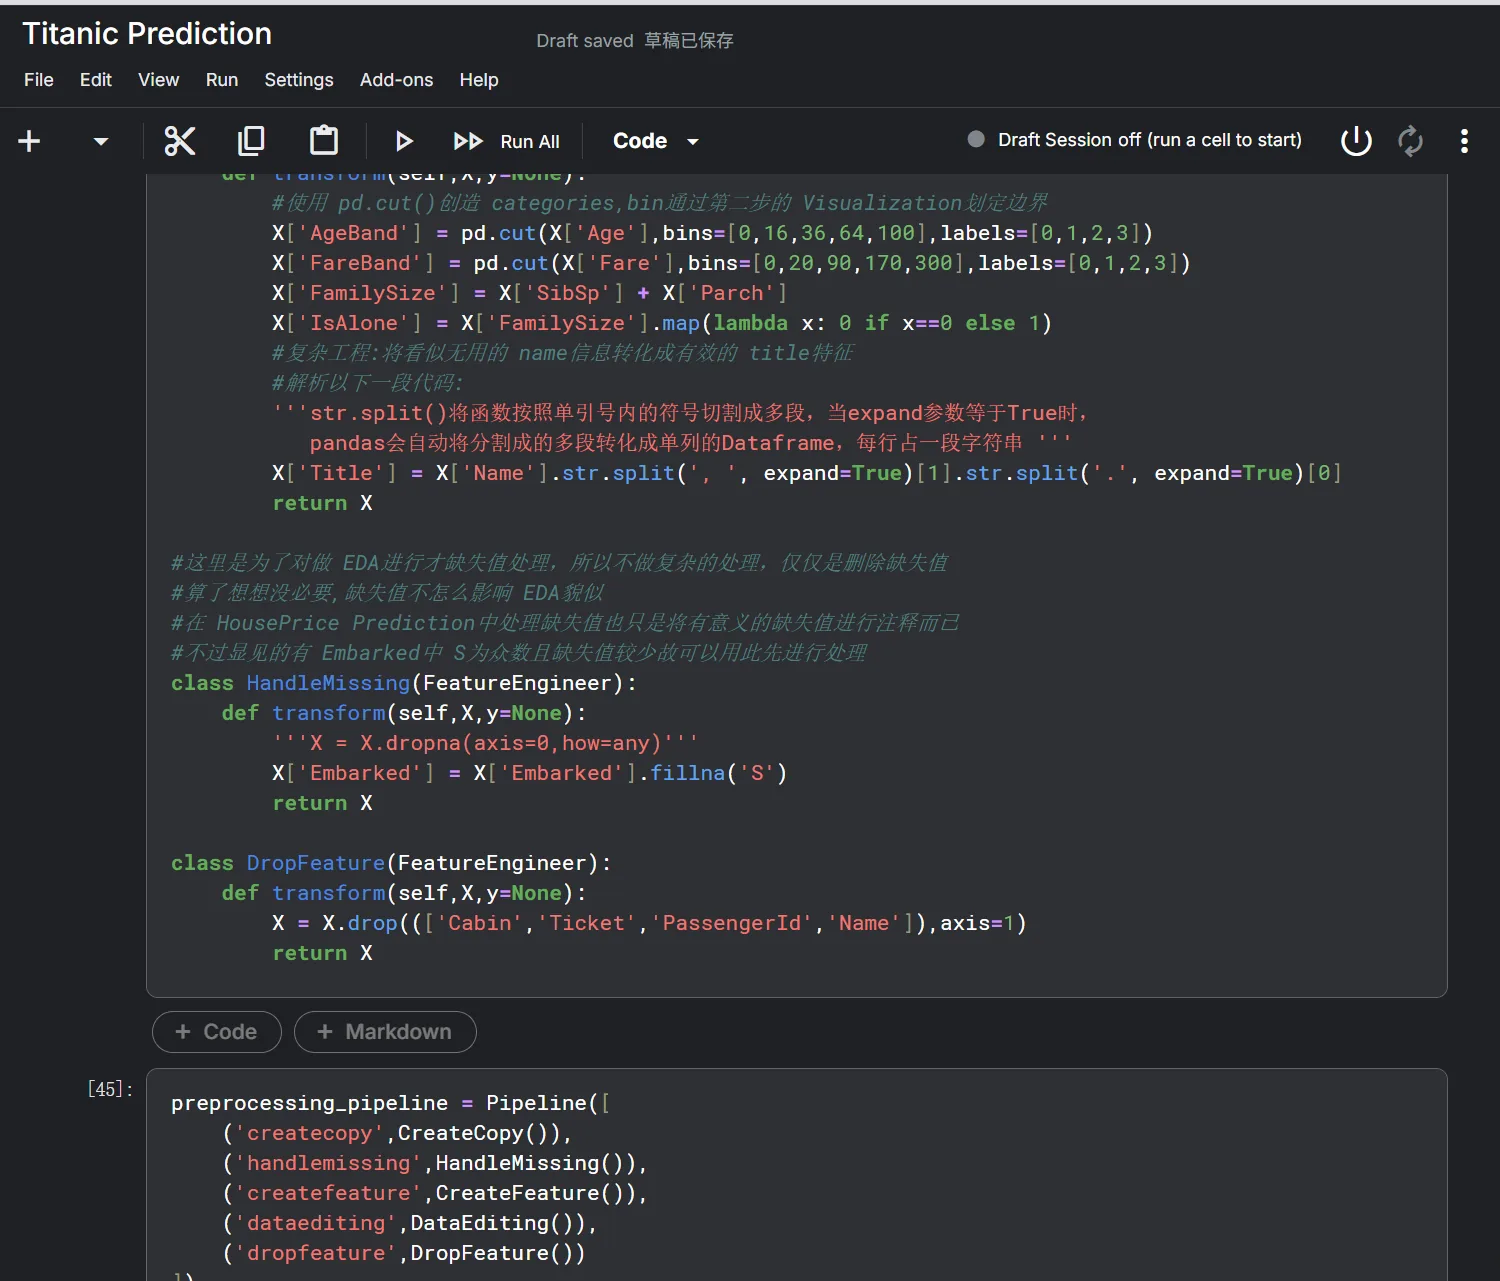 Titanic Prediction
Draft saved 草稿已保存
File Edit View Run Settings Add-ons Help
Run All Code Draft Session off (run a cell to start)
def transform(self,X,y=None):
#使用 pd.cut()创造 categories,bin通过第二步的 Visualization划定边界
X['AgeBand'] = pd.cut(X['Age'],bins=[0,16,36,64,100],labels=[0,1,2,3])
X['FareBand'] = pd.cut(X['Fare'],bins=[0,20,90,170,300],labels=[0,1,2,3])
X['FamilySize'] = X['SibSp'] + X['Parch']
X['IsAlone'] = X['FamilySize'].map(lambda x: 0 if x==0 else 1)
#复杂工程:将看似无用的 name信息转化成有效的 title特征
#解析以下一段代码:
'''str.split()将函数按照单引号内的符号切割成多段，当expand参数等于True时，
pandas会自动将分割成的多段转化成单列的Dataframe，每行占一段字符串 '''
X['Title'] = X['Name'].str.split(', ', expand=True)[1].str.split('.', expand=True)[0]
return X
#这里是为了对做 EDA进行才缺失值处理，所以不做复杂的处理，仅仅是删除缺失值
#算了想想没必要,缺失值不怎么影响 EDA貌似
#在 HousePrice Prediction中处理缺失值也只是将有意义的缺失值进行注释而已
#不过显见的有 Embarked中 S为众数且缺失值较少故可以用此先进行处理
class HandleMissing(FeatureEngineer):
def transform(self,X,y=None):
'''X = X.dropna(axis=0,how=any)'''
X['Embarked'] = X['Embarked'].fillna('S')
return X
class DropFeature(FeatureEngineer):
def transform(self,X,y=None):
X = X.drop((['Cabin','Ticket','PassengerId','Name']),axis=1)
return X
+ Code + Markdown
[45]:
preprocessing_pipeline = Pipeline([
('createcopy',CreateCopy()),
('handlemissing',HandleMissing()),
('createfeature',CreateFeature()),
('dataediting',DataEditing()),
('dropfeature',DropFeature())
])